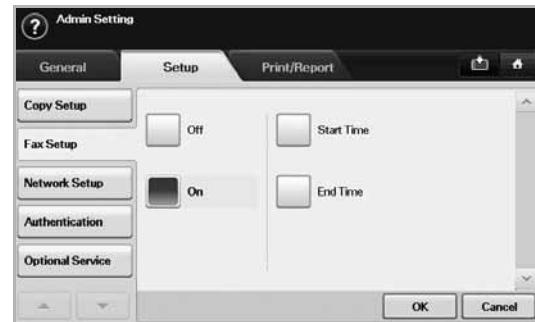 Admin Setting
General Setup Print/Report
Copy Setup
Fax Setup
Network Setup
Authentication
Optional Service
Off
On
Start Time
End Time
OK Cancel